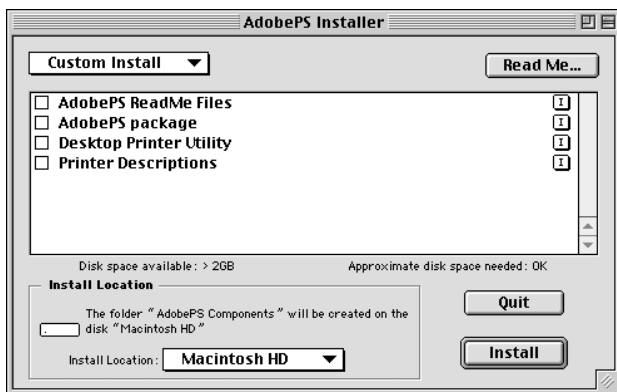 AdobePS Installer
Custom Install
Read Me...
AdobePS ReadMe Files
I
AdobePS package
I
Desktop Printer Utility
I
Printer Descriptions
I
Disk space available: > 2GB
Approximate disk space needed: 0K
Install Location
The folder "AdobePS Components" will be created on the
disk "Macintosh HD"
Install Location:
Macintosh HD
Quit
Install